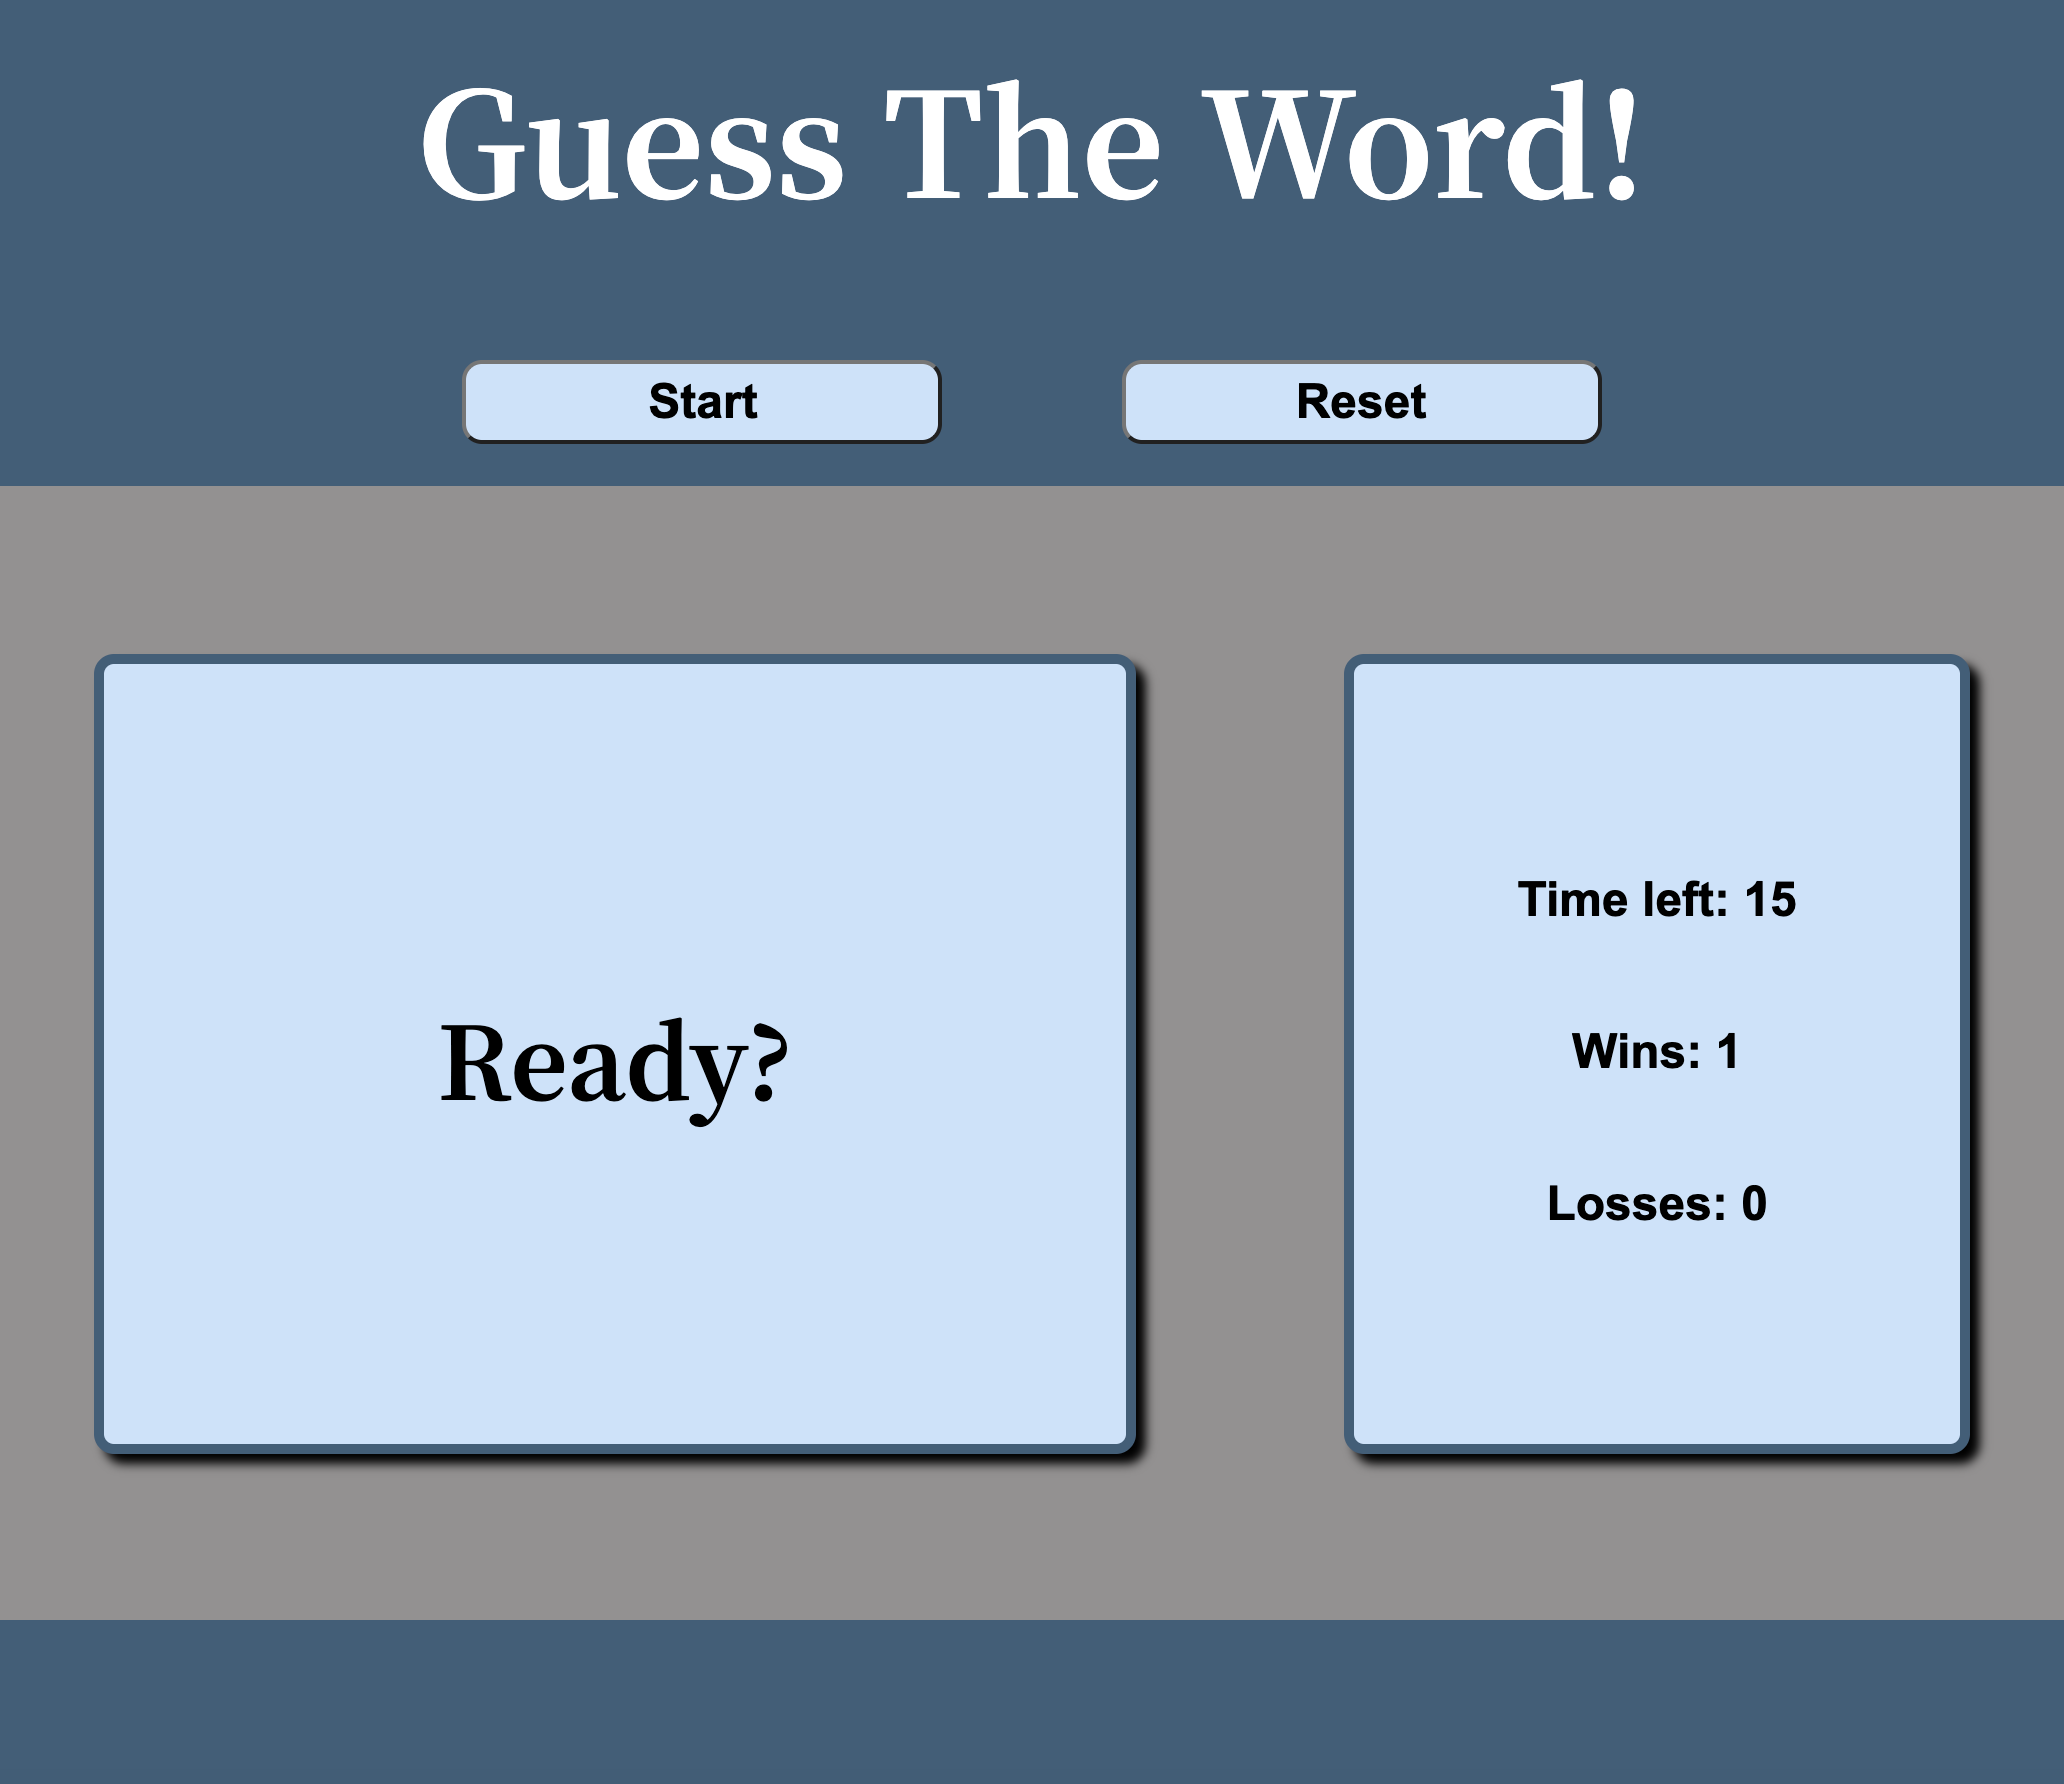 Guess The Word!
Start
Reset
Ready?
Time left: 15
Wins: 1
Losses: 0